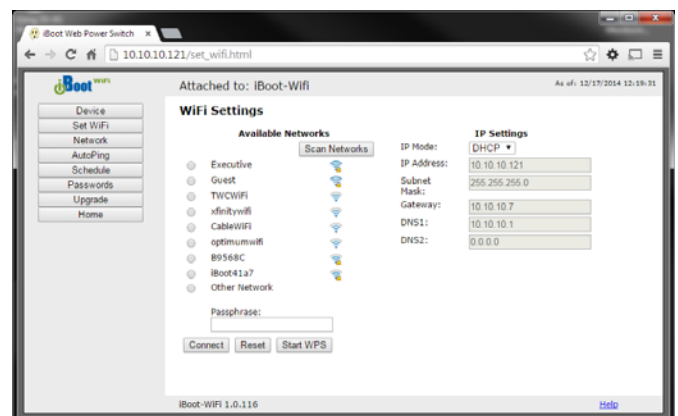 iBoot Web Power Switch
10.10.10.121/set_wifi.html
iBoot WiFi
Attached to: iBoot-Wifi
As of: 12/17/2014 12:19:31
Device
Set WiFi
Network
AutoPing
Schedule
Passwords
Upgrade
Home
WiFi Settings
Available Networks
Scan Networks
Executive
Guest
TWCWiFi
xfinitywifi
CableWiFi
optimumwifi
B9568C
iBoot41a7
Other Network
Passphrase:
Connect Reset Start WPS
IP Settings
IP Mode: DHCP
IP Address: 10.10.10.121
Subnet
Mask: 255.255.255.0
Gateway: 10.10.10.7
DNS1: 10.10.10.1
DNS2: 0.0.0.0
iBoot-WiFi 1.0.116
Help